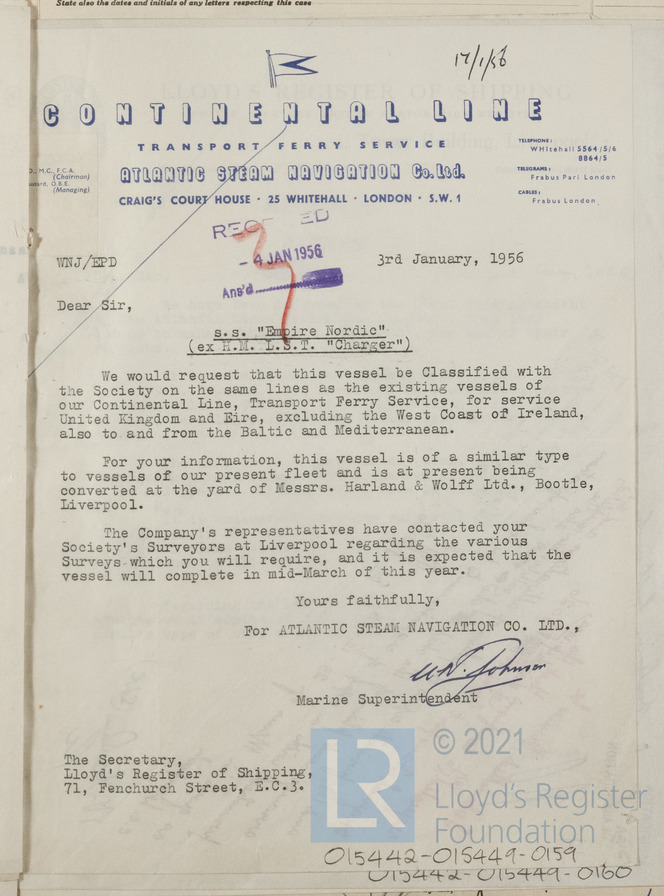 State also the dates and initials of any letters respecting this case
17/1/56
CONTINENTAL LINE
TRANSPORT FERRY SERVICE
ATLANTIC STEAM NAVIGATION Co. Ltd.
CRAIG'S COURT HOUSE · 25 WHITEHALL · LONDON · S.W. 1
TELEPHONE:
WHitehall 5564/5/6
8864/5
TELEGRAMS:
Frabus Parl London
CABLES:
Frabus London
M.C., F.C.A.
(Chairman)
O.B.E.
(Managing)
RECEIVED
- 4 JAN 1956
Ans'd
WNJ/EPD 3rd January, 1956
Dear Sir,
s.s. "Empire Nordic"
(ex H.M. L.S.T. "Charger")
We would request that this vessel be Classified with
the Society on the same lines as the existing vessels of
our Continental Line, Transport Ferry Service, for service
United Kingdom and Eire, excluding the West Coast of Ireland,
also to and from the Baltic and Mediterranean.
For your information, this vessel is of a similar type
to vessels of our present fleet and is at present being
converted at the yard of Messrs. Harland & Wolff Ltd., Bootle,
Liverpool.
The Company's representatives have contacted your
Society's Surveyors at Liverpool regarding the various
Surveys which you will require, and it is expected that the
vessel will complete in mid-March of this year.
Yours faithfully,
For ATLANTIC STEAM NAVIGATION CO. LTD.,
W.N. Johnson
Marine Superintendent
The Secretary,
Lloyd's Register of Shipping,
71, Fenchurch Street, E.C.3.
LR
© 2021
Lloyd's Register
Foundation
015442-015449-0159
015442-015449-0160